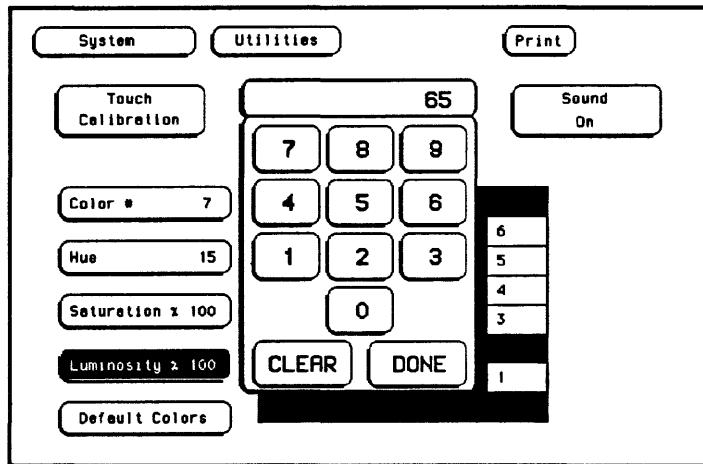 System
Utilities
Print
Touch
Calibration
65
Sound
On
7 8 9
4 5 6
1 2 3
0
CLEAR DONE
Color # 7
Hue 15
Saturation % 100
Luminosity % 100
Default Colors
6
5
4
3
1